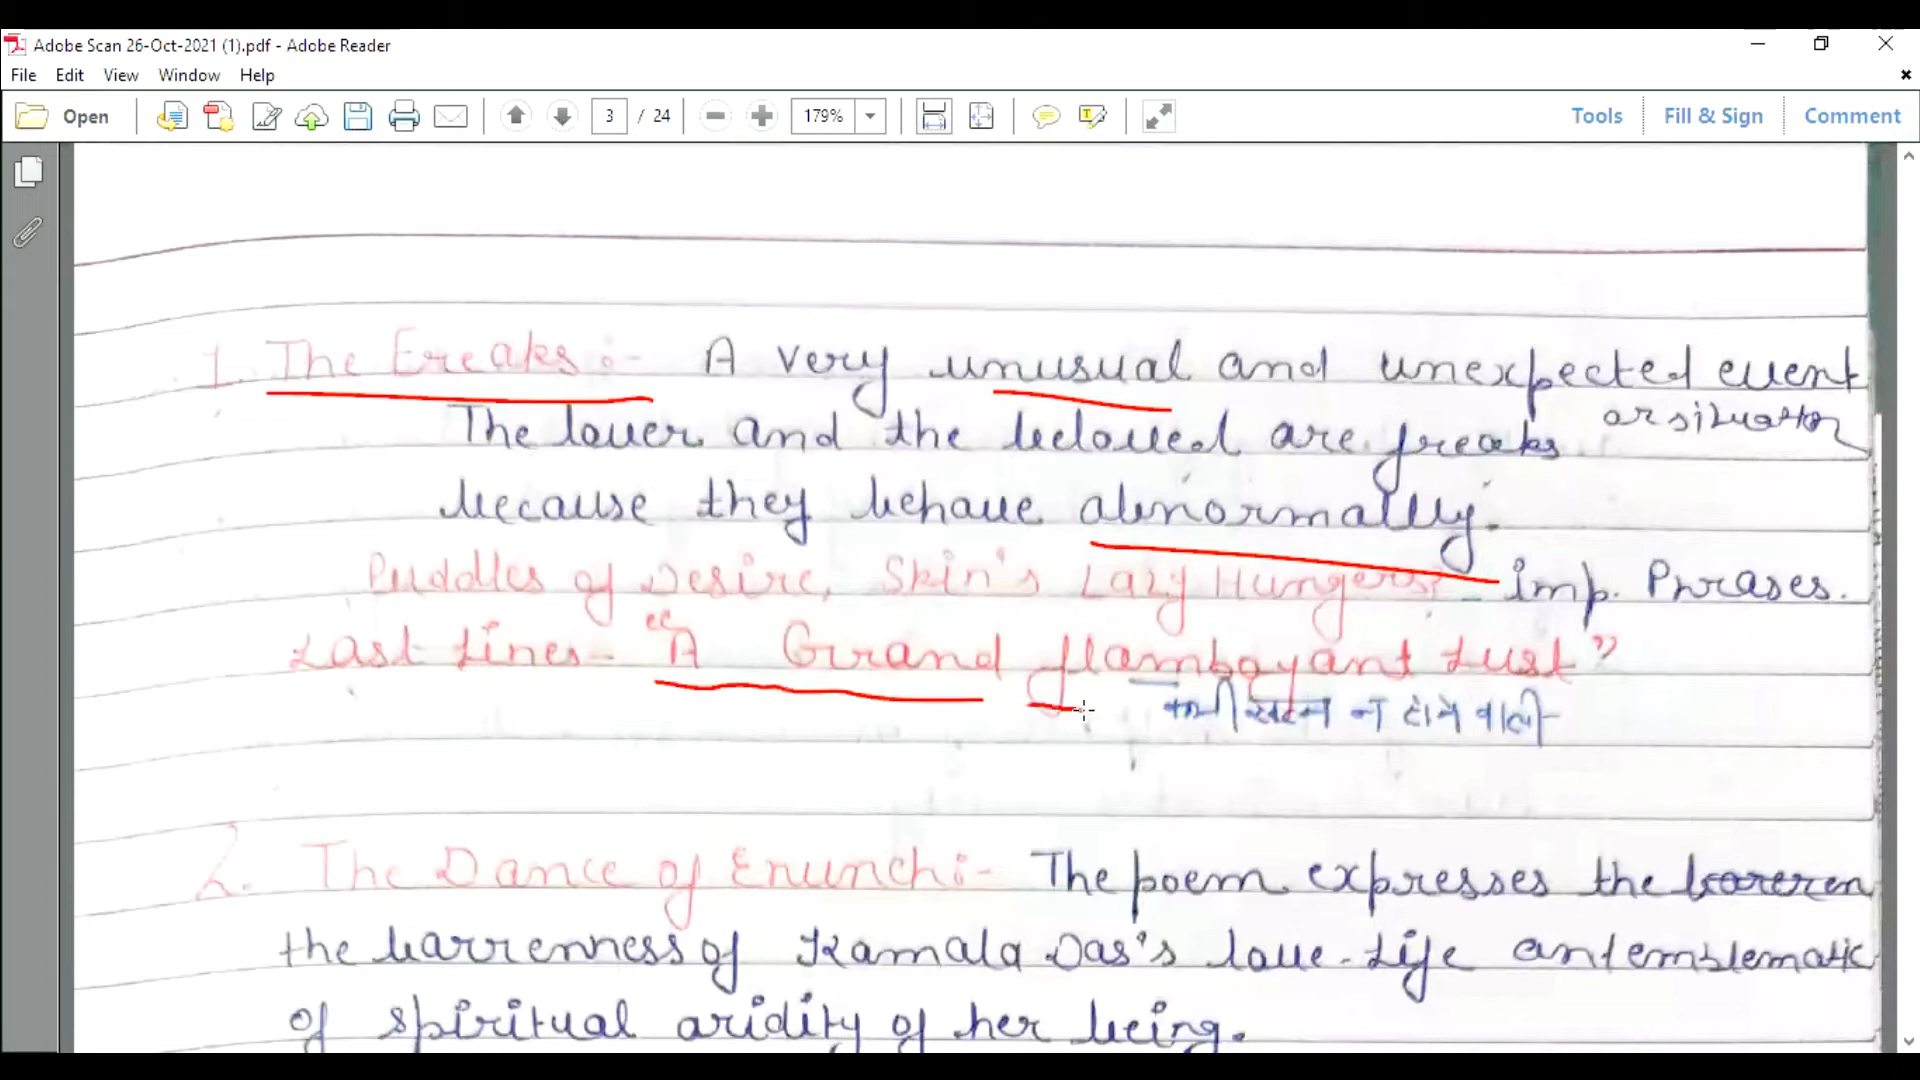 Adobe Scan 26-Oct-2021 (1).pdf - Adobe Reader
File Edit View Window Help
Open 3 / 24 179% Tools Fill & Sign Comment
1. The Freaks :- A very unusual and unexpected event
or situation
The lover and the beloved are freaks
because they behave abnormally.
Puddles of Desire, Skin's Lazy Hungers - imp. Phrases.
Last Lines - "A Grand flamboyant Lust"
कभी खत्म न होने वाली
2. The Dance of Enunchi :- The poem expresses the
the barrenness of Kamala Das's love-life and emblematic
of spiritual aridity of her being.